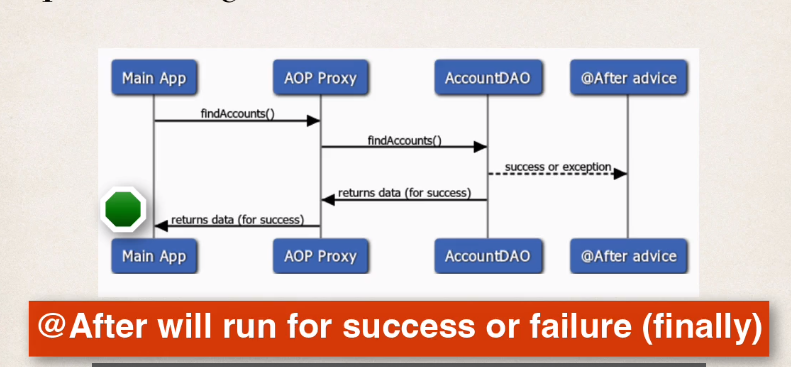 Main App
AOP Proxy
AccountDAO
@After advice
findAccounts()
findAccounts()
success or exception
returns data (for success)
returns data (for success)
Main App
AOP Proxy
AccountDAO
@After advice
@After will run for success or failure (finally)